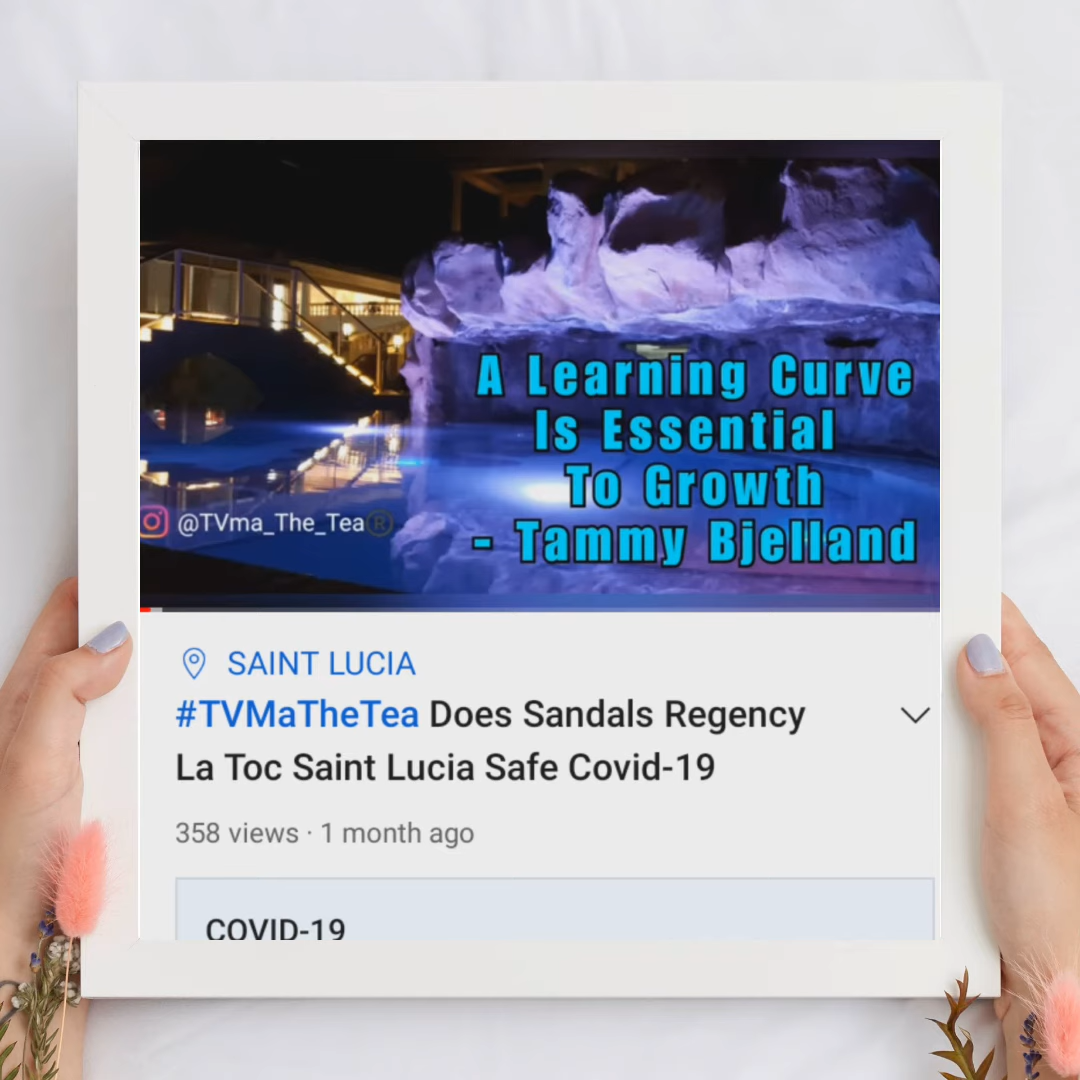 A Learning Curve
Is Essential
To Growth
- Tammy Bjelland
@TVma_The_Tea®
SAINT LUCIA
#TVMaTheTea Does Sandals Regency
La Toc Saint Lucia Safe Covid-19
358 views · 1 month ago
COVID-19